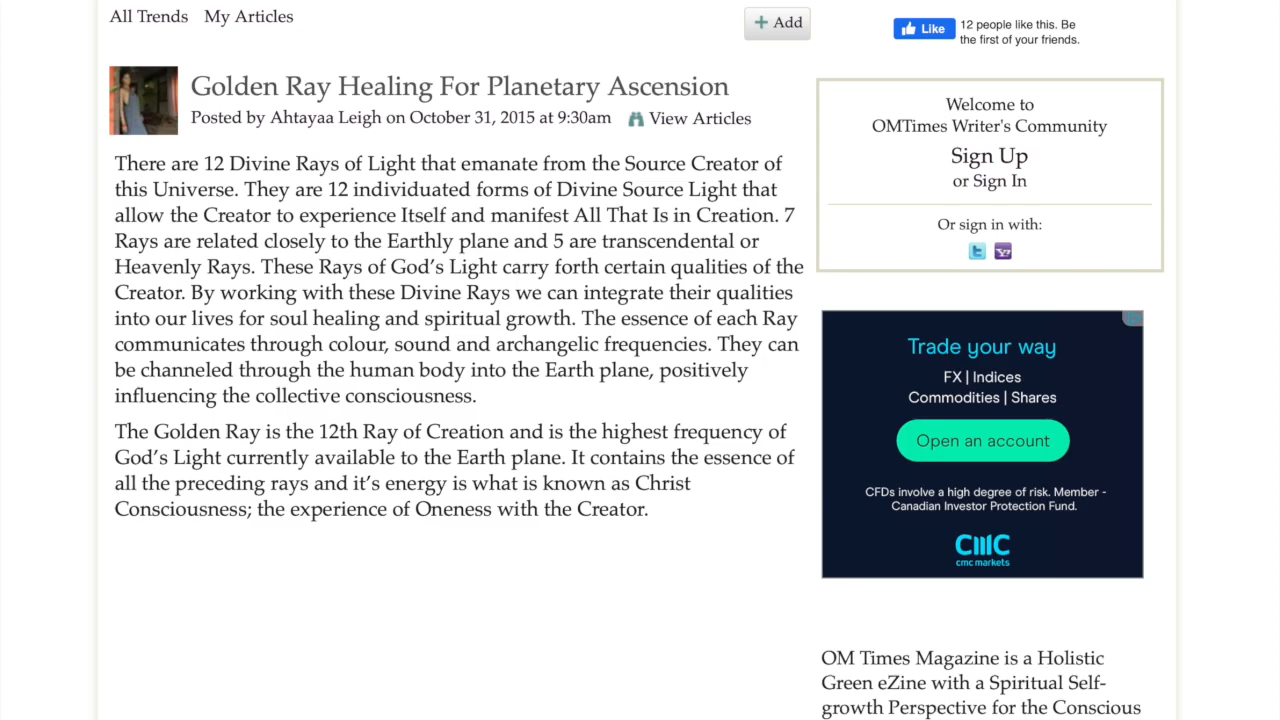 All Trends My Articles
+ Add
Like
12 people like this. Be
the first of your friends.
Golden Ray Healing For Planetary Ascension
Posted by Ahtayaa Leigh on October 31, 2015 at 9:30am View Articles
There are 12 Divine Rays of Light that emanate from the Source Creator of
this Universe. They are 12 individuated forms of Divine Source Light that
allow the Creator to experience Itself and manifest All That Is in Creation. 7
Rays are related closely to the Earthly plane and 5 are transcendental or
Heavenly Rays. These Rays of God’s Light carry forth certain qualities of the
Creator. By working with these Divine Rays we can integrate their qualities
into our lives for soul healing and spiritual growth. The essence of each Ray
communicates through colour, sound and archangelic frequencies. They can
be channeled through the human body into the Earth plane, positively
influencing the collective consciousness.
The Golden Ray is the 12th Ray of Creation and is the highest frequency of
God’s Light currently available to the Earth plane. It contains the essence of
all the preceding rays and it’s energy is what is known as Christ
Consciousness; the experience of Oneness with the Creator.
Welcome to
OMTimes Writer's Community
Sign Up
or Sign In
Or sign in with:
t
Y!
Trade your way
FX | Indices
Commodities | Shares
Open an account
CFDs involve a high degree of risk. Member -
Canadian Investor Protection Fund.
CMC
cmc markets
OM Times Magazine is a Holistic
Green eZine with a Spiritual Self-
growth Perspective for the Conscious